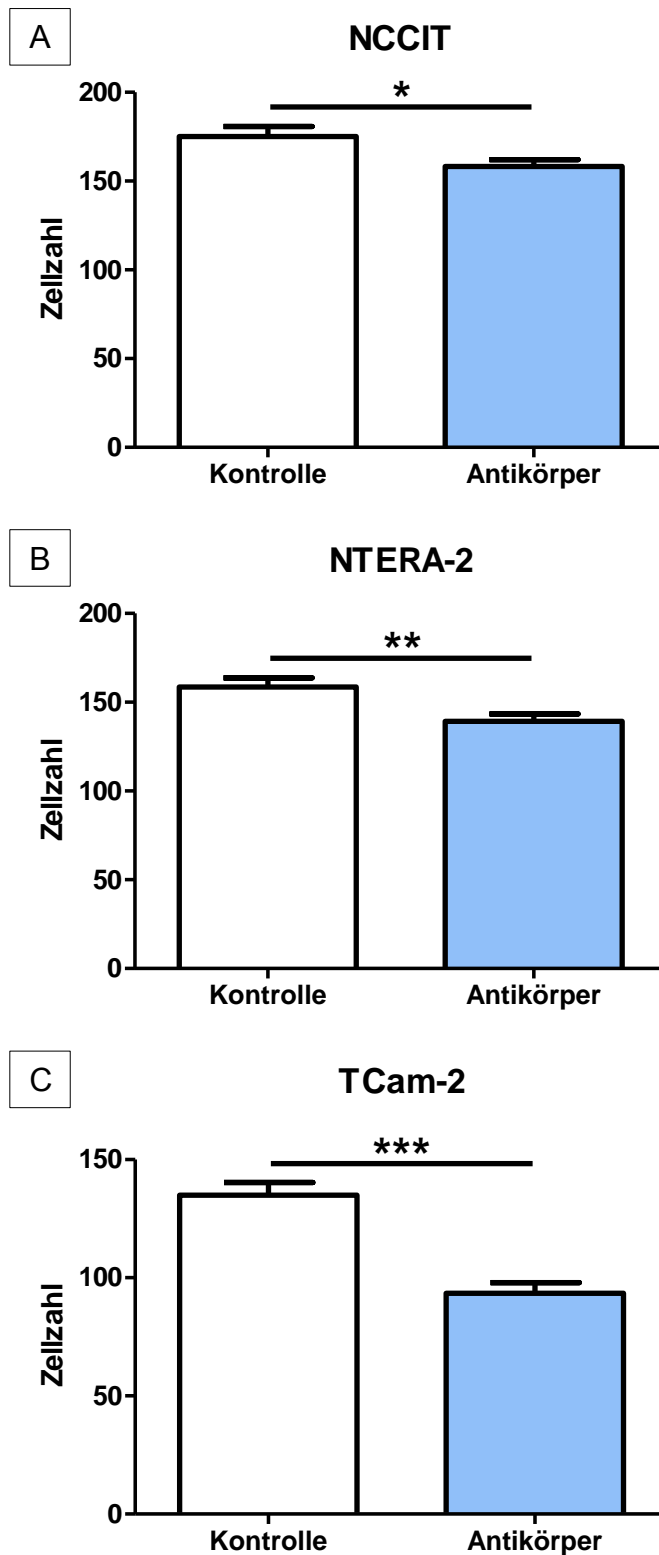 A
NCCIT
*
200
150
100
50
0
Zellzahl
Kontrolle Antikörper
B
NTERA-2
**
200
150
100
50
0
Zellzahl
Kontrolle Antikörper
C
TCam-2
***
150
100
50
0
Zellzahl
Kontrolle Antikörper